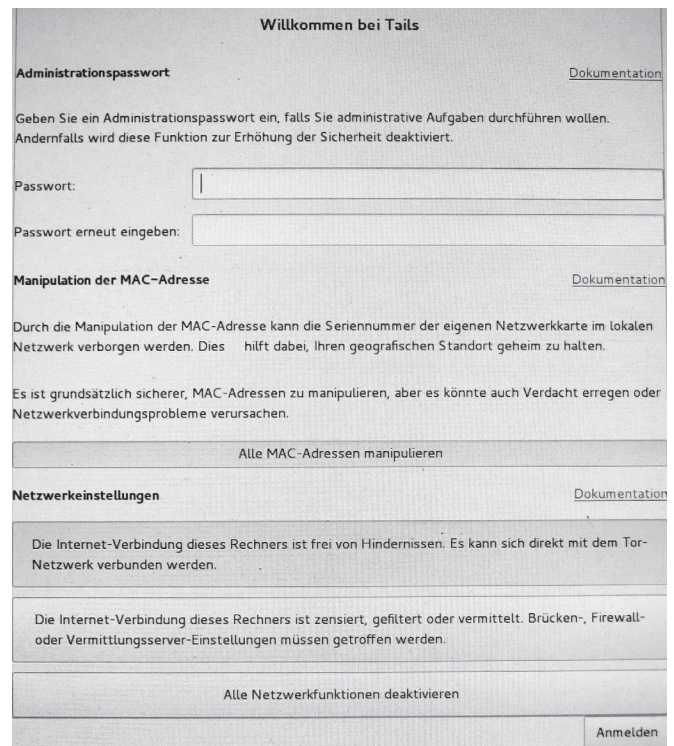 Willkommen bei Tails
Administrationspasswort Dokumentation
Geben Sie ein Administrationspasswort ein, falls Sie administrative Aufgaben durchführen wollen.
Andernfalls wird diese Funktion zur Erhöhung der Sicherheit deaktiviert.
Passwort:
Passwort erneut eingeben:
Manipulation der MAC-Adresse Dokumentation
Durch die Manipulation der MAC-Adresse kann die Seriennummer der eigenen Netzwerkkarte im lokalen
Netzwerk verborgen werden. Dies hilft dabei, Ihren geografischen Standort geheim zu halten.
Es ist grundsätzlich sicherer, MAC-Adressen zu manipulieren, aber es könnte auch Verdacht erregen oder
Netzwerkverbindungsprobleme verursachen.
Alle MAC-Adressen manipulieren
Netzwerkeinstellungen Dokumentation
Die Internet-Verbindung dieses Rechners ist frei von Hindernissen. Es kann sich direkt mit dem Tor-
Netzwerk verbunden werden.
Die Internet-Verbindung dieses Rechners ist zensiert, gefiltert oder vermittelt. Brücken-, Firewall-
oder Vermittlungsserver-Einstellungen müssen getroffen werden.
Alle Netzwerkfunktionen deaktivieren
Anmelden